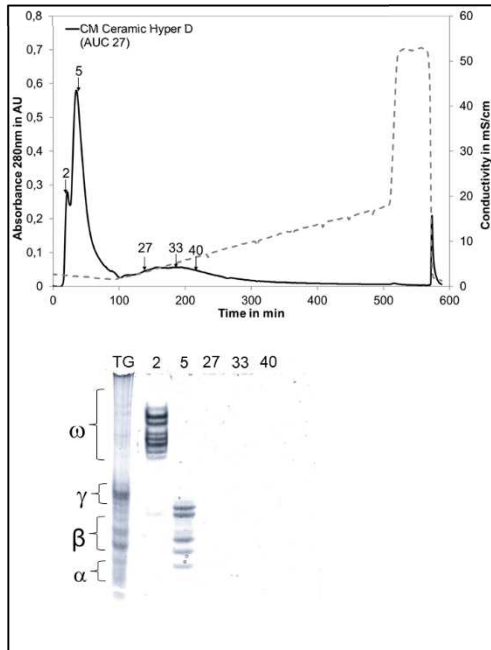 CM Ceramic Hyper D
(AUC 27)
Absorbance 280nm in AU
0,8
0,7
0,6
0,5
0,4
0,3
0,2
0,1
0
60
50
40
30
20
10
0
Conductivity in mS/cm
2
5
27
33
40
0 100 200 300 400 500 600
Time in min
TG 2 5 27 33 40
ω
γ
β
α